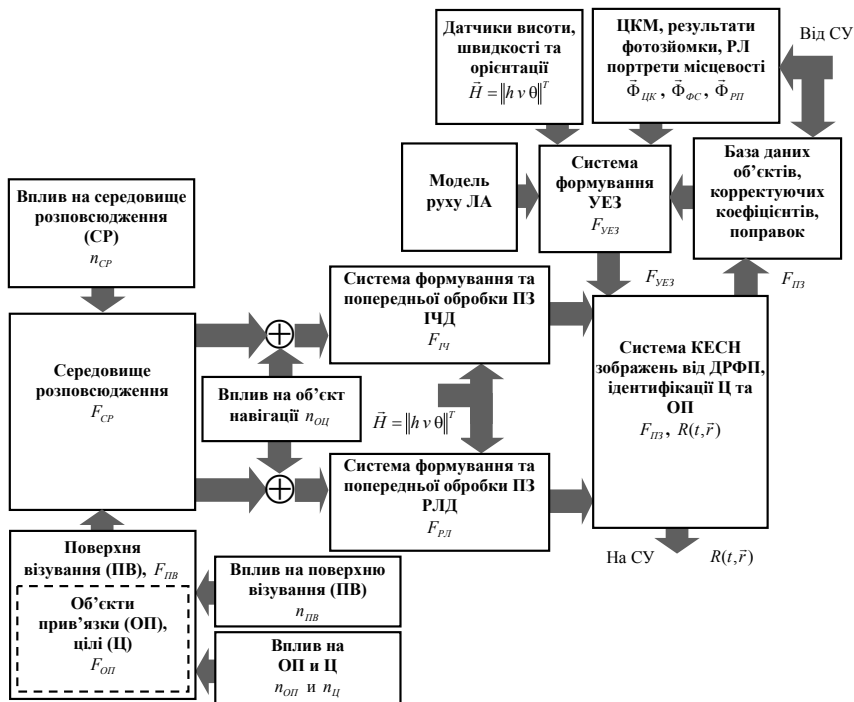 Датчики висоти,
швидкості та
орієнтації
H⃗ = ‖h v θ‖ᵀ
ЦКМ, результати
фотозйомки, РЛ
портрети місцевості
Φ⃗_ЦК , Φ⃗_ФС , Φ⃗_РП
Від СУ
Модель
руху ЛА
Система
формування
УЕЗ
F_УЕЗ
База даних
об’єктів,
корректуючих
коефіцієнтів,
поправок
Вплив на середовище
розповсюдження
(СР)
n_СР
F_УЕЗ
F_ПЗ
Система формування та
попередньої обробки ПЗ
ІЧД
F_ІЧ
Середовище
розповсюдження
F_СР
Вплив на об’єкт
навігації n_ОЦ
H⃗ = ‖h v θ‖ᵀ
Система КЕСН
зображень від ДРФП,
ідентифікації Ц та
ОП
F_ПЗ, R(t,r⃗)
Система формування та
попередньої обробки ПЗ
РЛД
F_РЛ
На СУ
R(t,r⃗)
Поверхня
візування (ПВ), F_ПВ
Об’єкти
прив’язки (ОП),
цілі (Ц)
F_ОП
Вплив на поверхню
візування (ПВ)
n_ПВ
Вплив на
ОП и Ц
n_ОП и n_Ц